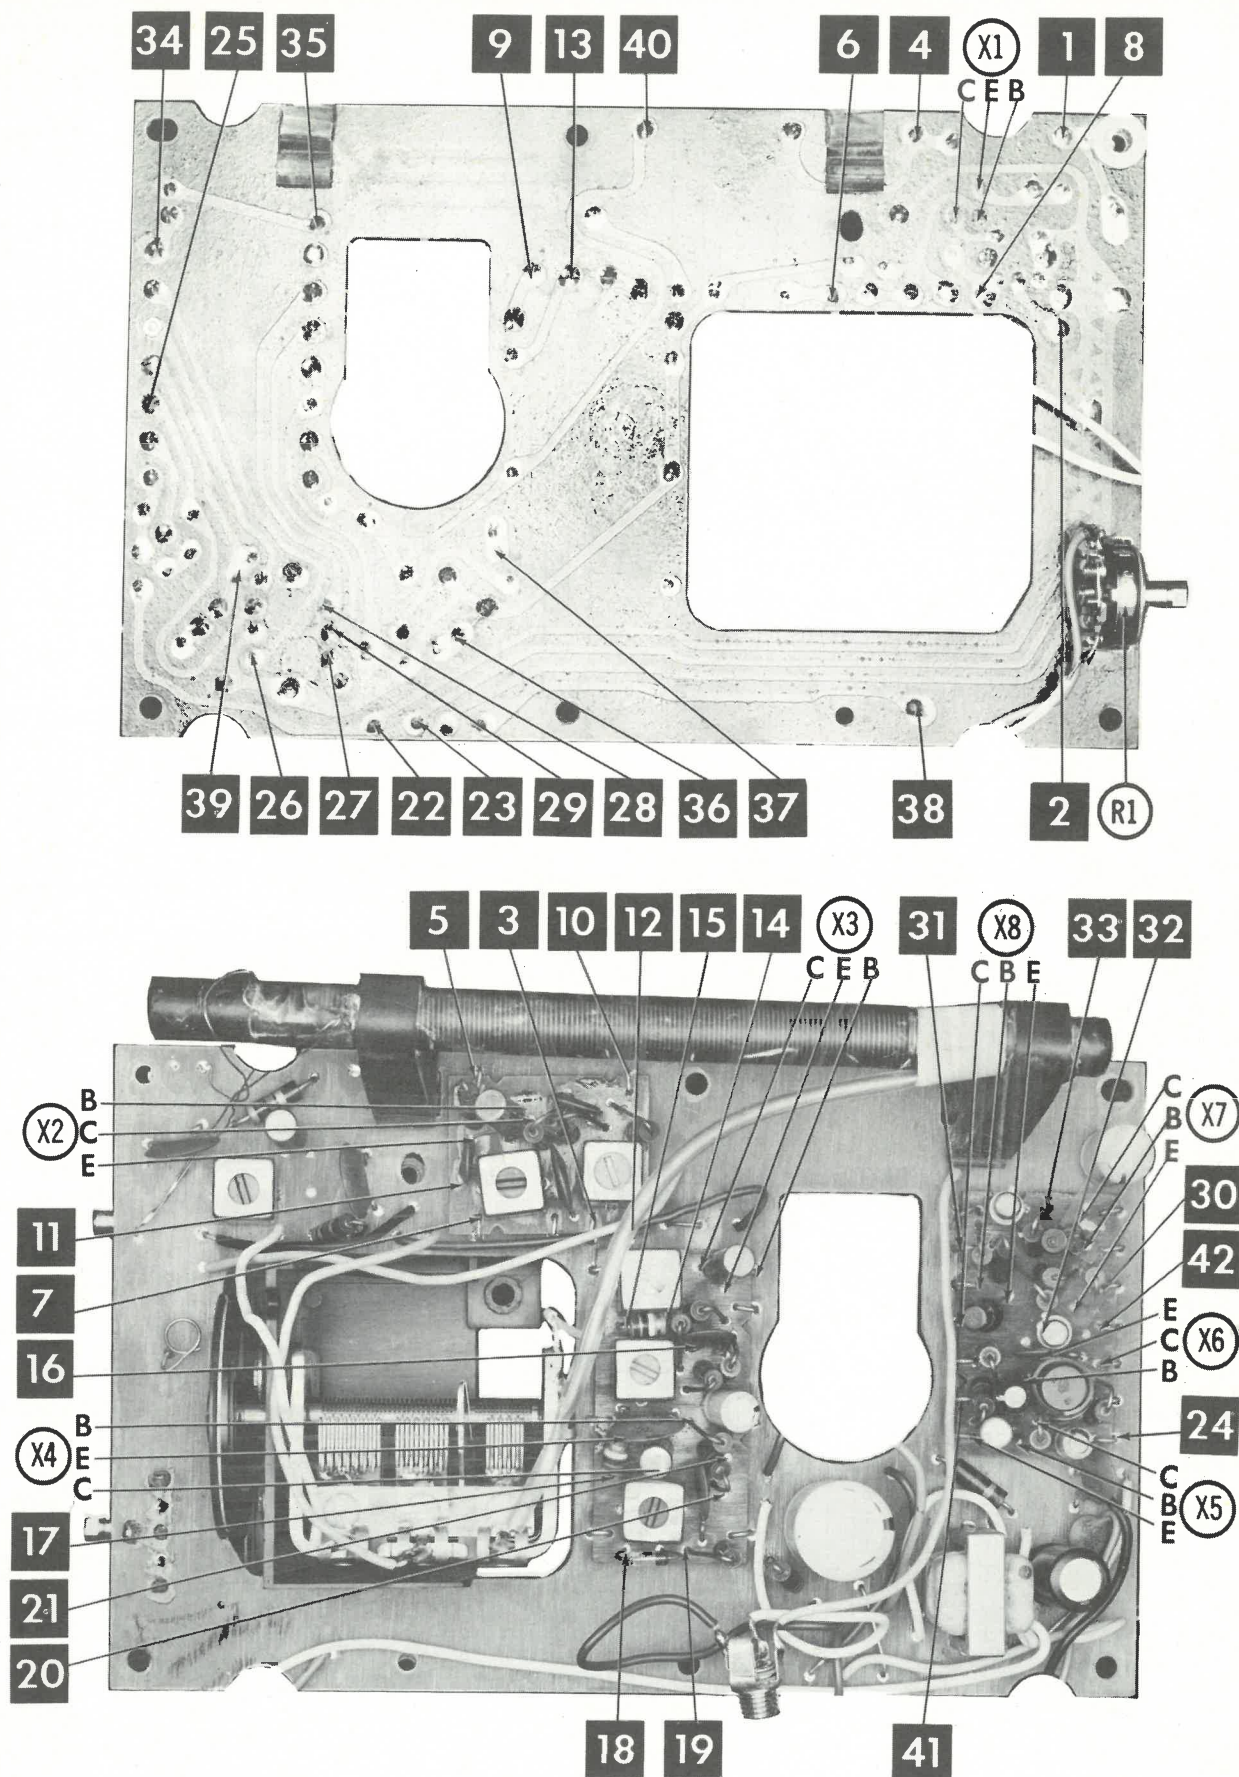 34 25 35 9 13 40 6 4 X1 1 8
C E B
39 26 27 22 23 29 28 36 37 38 2 R1
5 3 10 12 15 14 X3 31 X8 33 32
C E B C B E
X2 B C E
C B E X7
11
30
7
42
16
E C B X6
X4 B E C
24
C B E X5
17
21
20
18 19 41